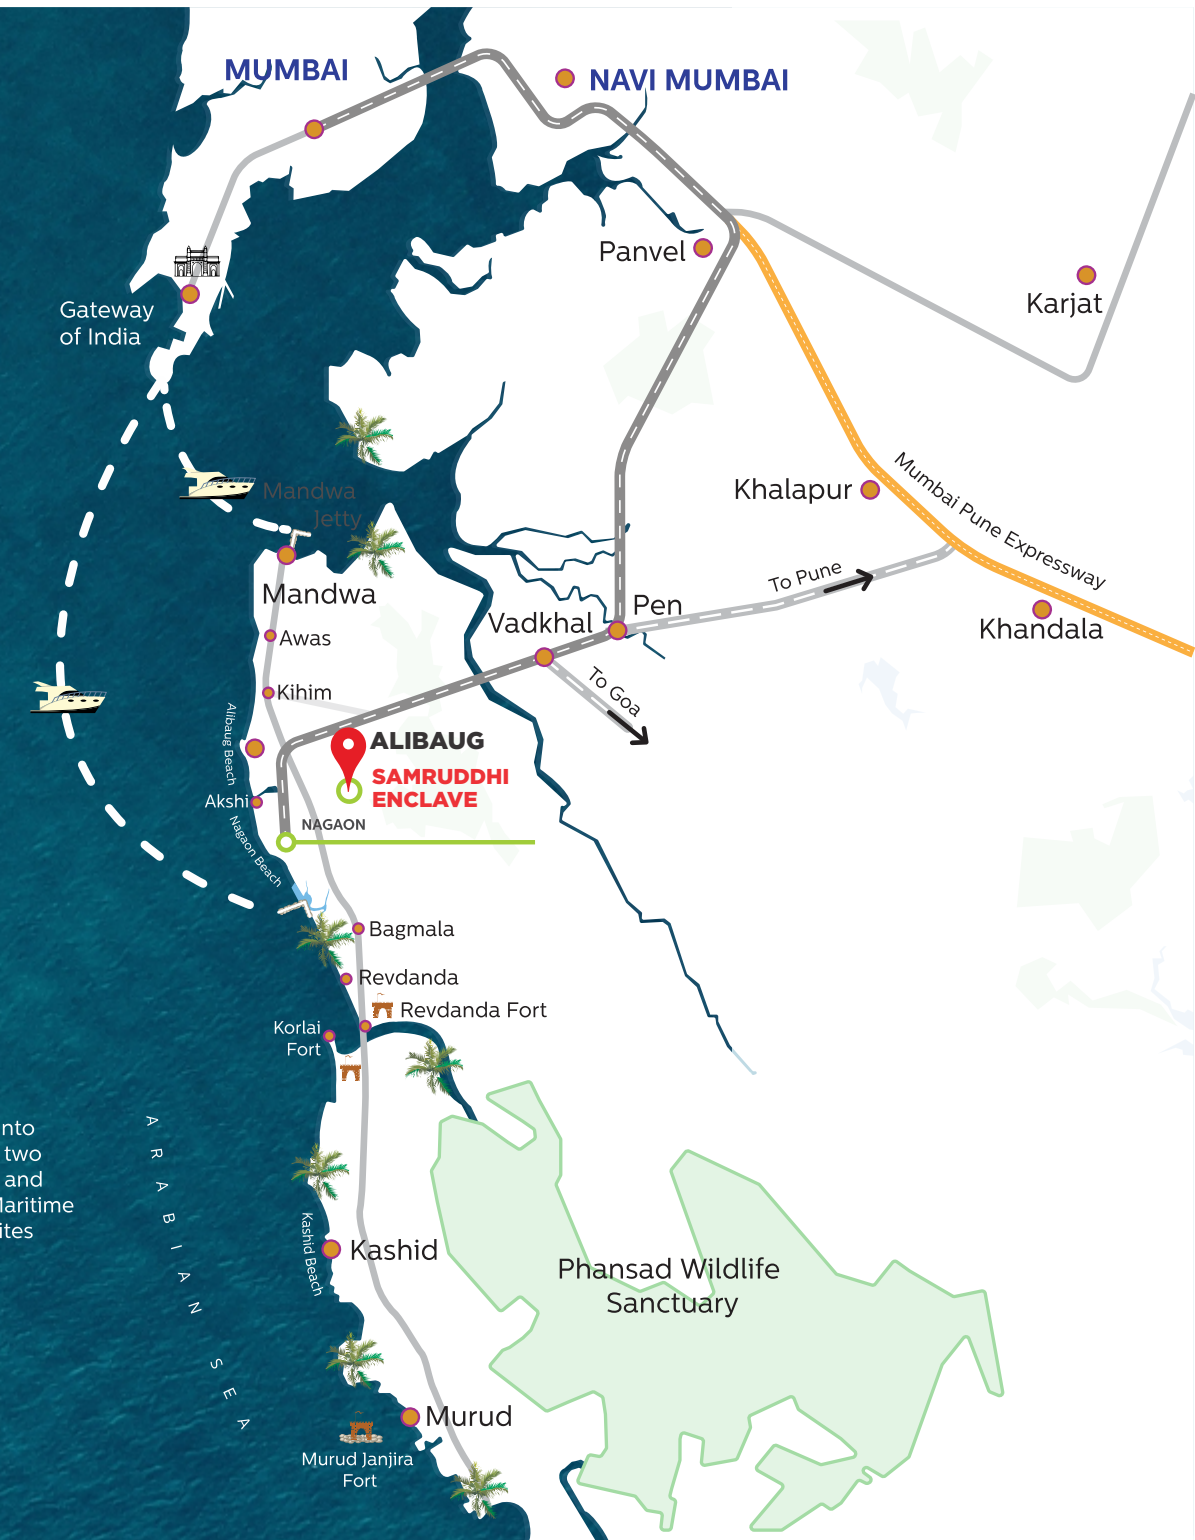 MUMBAI
NAVI MUMBAI
Panvel
Karjat
Gateway
of India
Mandwa
Jetty
Khalapur
Mumbai Pune Expressway
To Pune
Mandwa
Vadkhal
Pen
Khandala
Awas
Kihim
To Goa
Alibaug Beach
ALIBAUG
SAMRUDDHI
ENCLAVE
Akshi
NAGAON
Nagaon Beach
Bagmala
Revdanda
Revdanda Fort
Korlai
Fort
nto
two
and
Maritime
ites
ARABIAN SEA
Kashid Beach
Kashid
Phansad Wildlife
Sanctuary
Murud
Murud Janjira
Fort